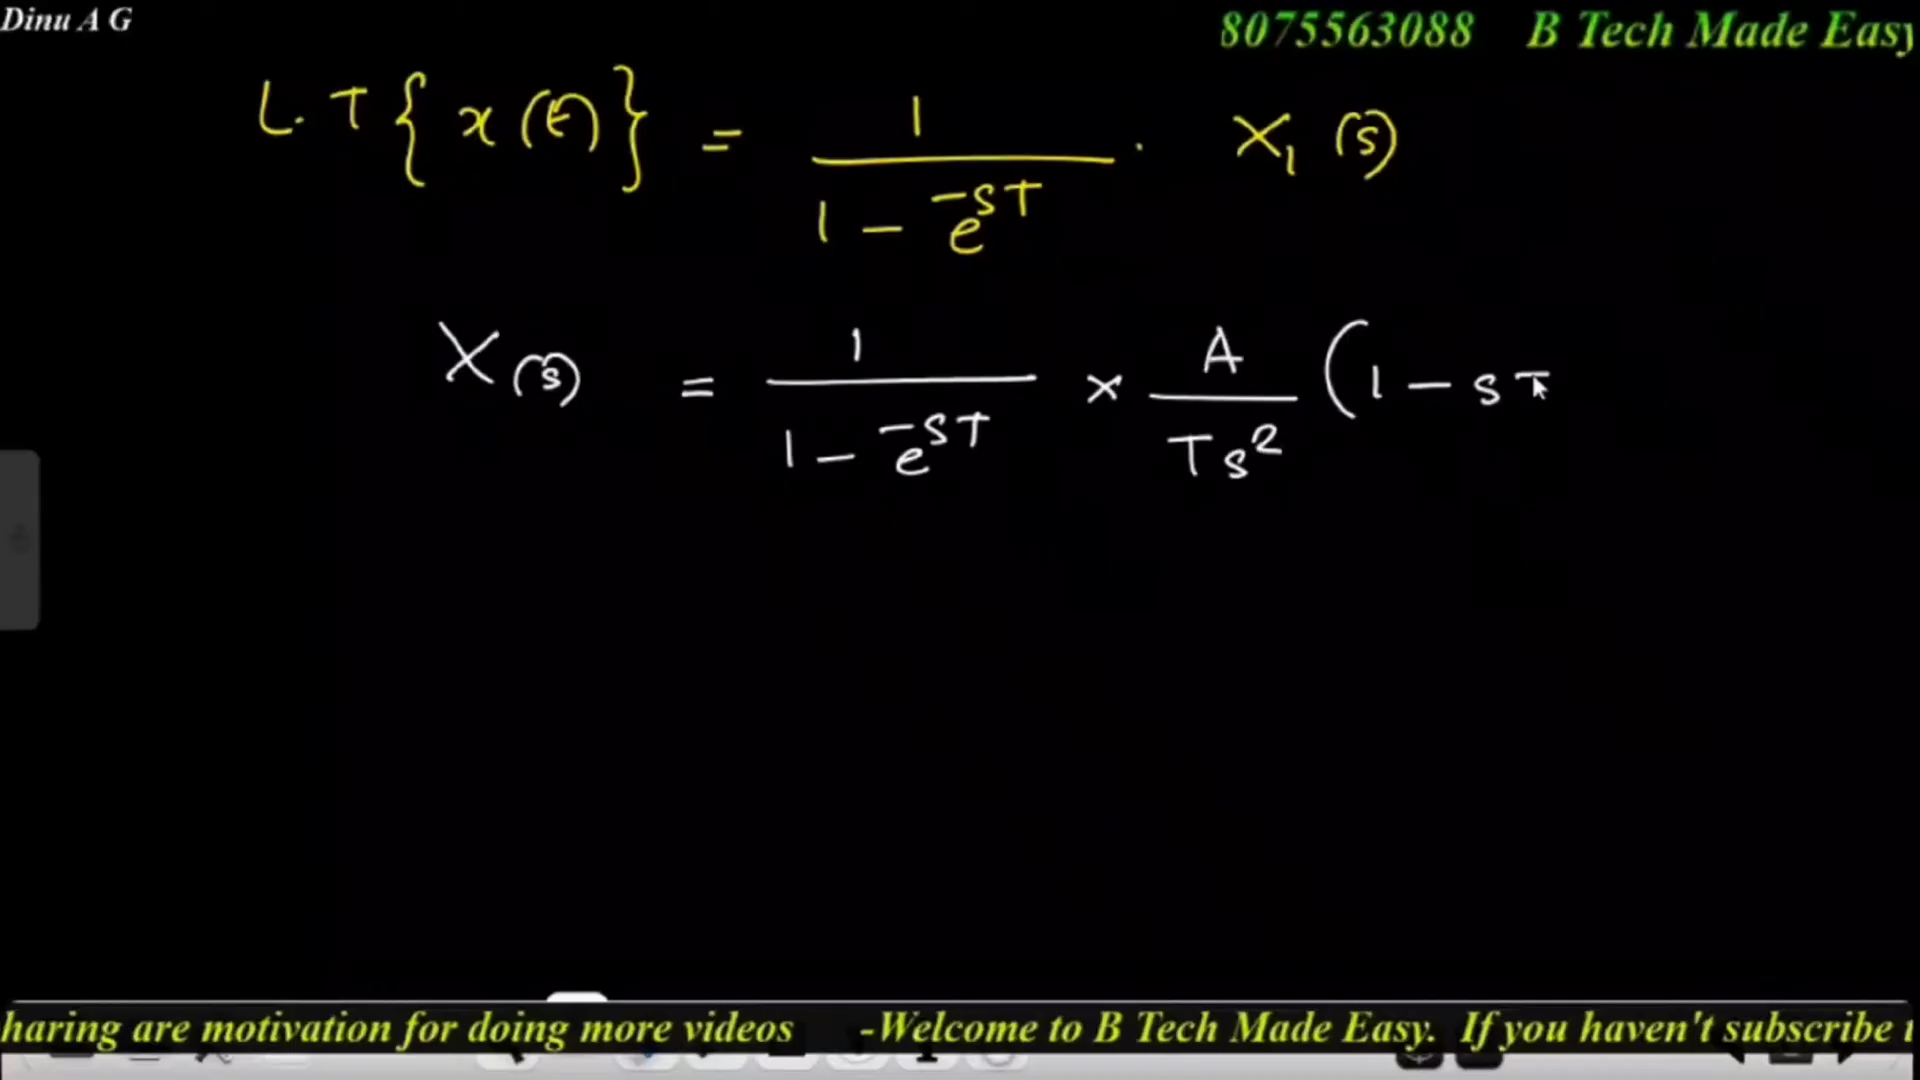 Dinu A G
8075563088 B Tech Made Easy
L.T{x(t)} = 1/(1 - e^{-sT}) . X₁(s)
X(s) = 1/(1 - e^{-sT}) × A/(Ts²) (1 - sT
haring are motivation for doing more videos -Welcome to B Tech Made Easy. If you haven't subscribe